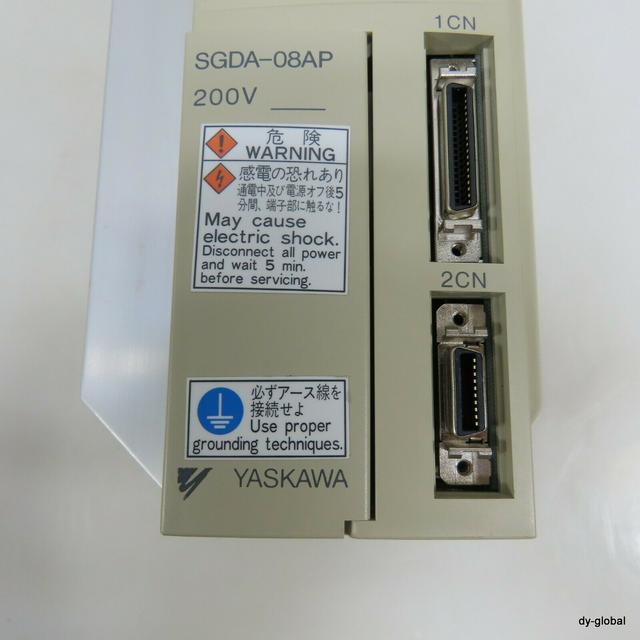 1CN
SGDA-08AP
200V
危 険
WARNING
感電の恐れあり
通電中及び電源オフ後5
分間、端子部に触るな!
May cause
electric shock.
Disconnect all power
and wait 5 min.
before servicing.
2CN
必ずアース線を
接続せよ
Use proper
grounding techniques.
YASKAWA
dy-global